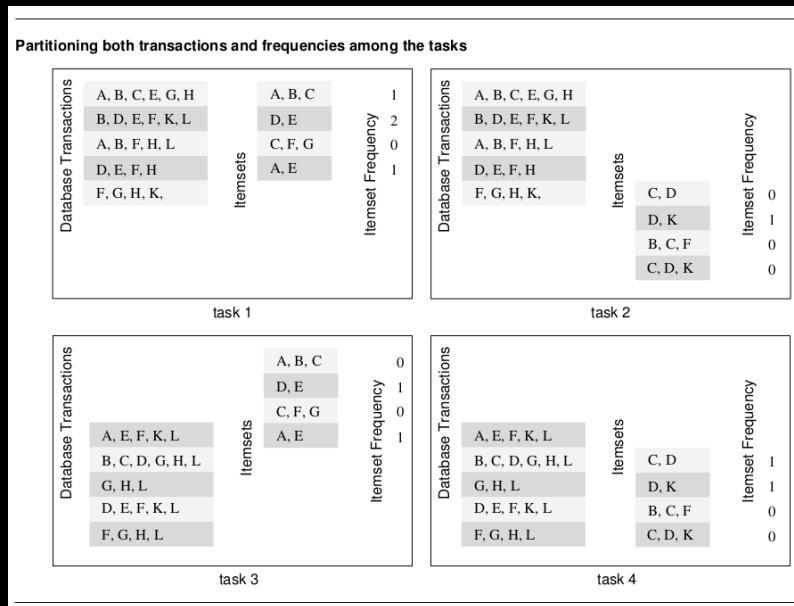 Partitioning both transactions and frequencies among the tasks
Database Transactions
A, B, C, E, G, H
B, D, E, F, K, L
A, B, F, H, L
D, E, F, H
F, G, H, K,
Itemsets
A, B, C
D, E
C, F, G
A, E
Itemset Frequency
1
2
0
1
task 1
Database Transactions
A, B, C, E, G, H
B, D, E, F, K, L
A, B, F, H, L
D, E, F, H
F, G, H, K,
Itemsets
C, D
D, K
B, C, F
C, D, K
Itemset Frequency
0
1
0
0
task 2
Database Transactions
A, E, F, K, L
B, C, D, G, H, L
G, H, L
D, E, F, K, L
F, G, H, L
Itemsets
A, B, C
D, E
C, F, G
A, E
Itemset Frequency
0
1
0
1
task 3
Database Transactions
A, E, F, K, L
B, C, D, G, H, L
G, H, L
D, E, F, K, L
F, G, H, L
Itemsets
C, D
D, K
B, C, F
C, D, K
Itemset Frequency
1
1
0
0
task 4